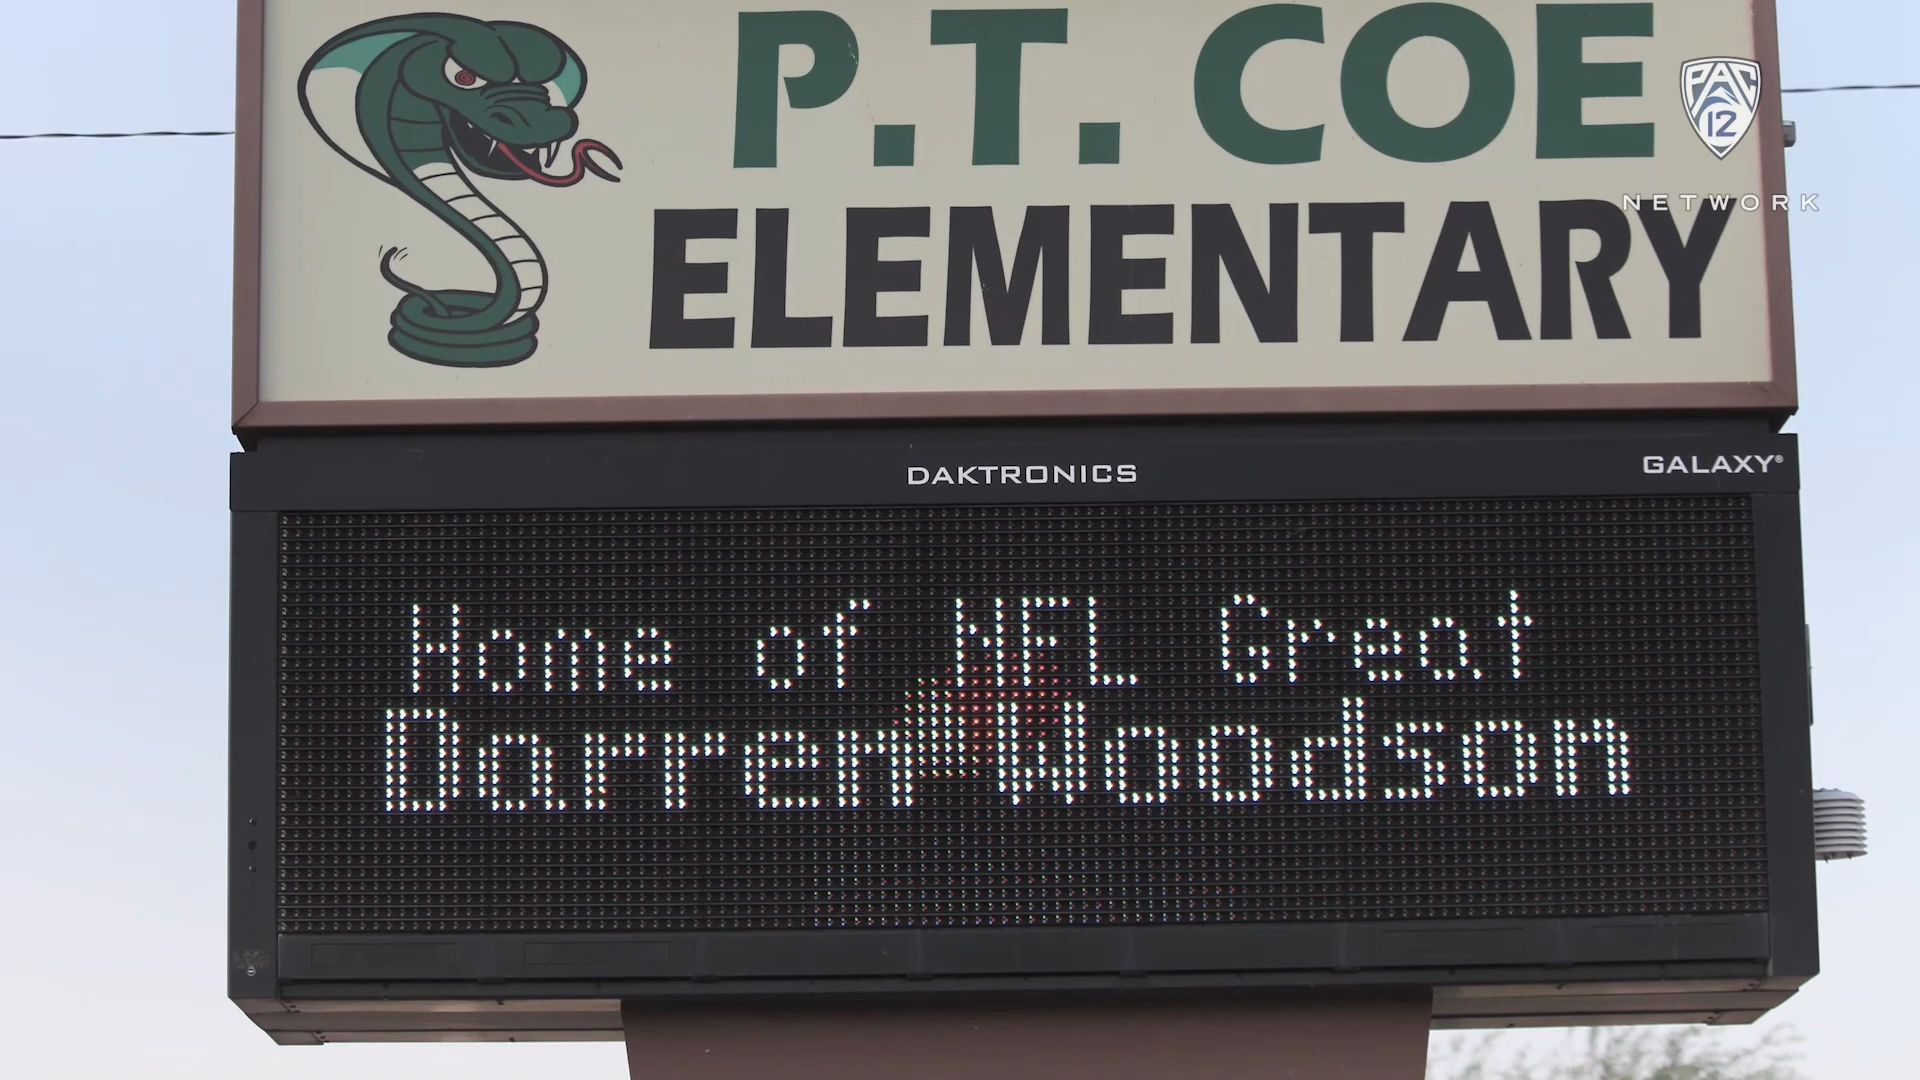 P.T. COE
ELEMENTARY
PAC
12
NETWORK
DAKTRONICS
GALAXY®
Home of NFL Great
Darren Woodson